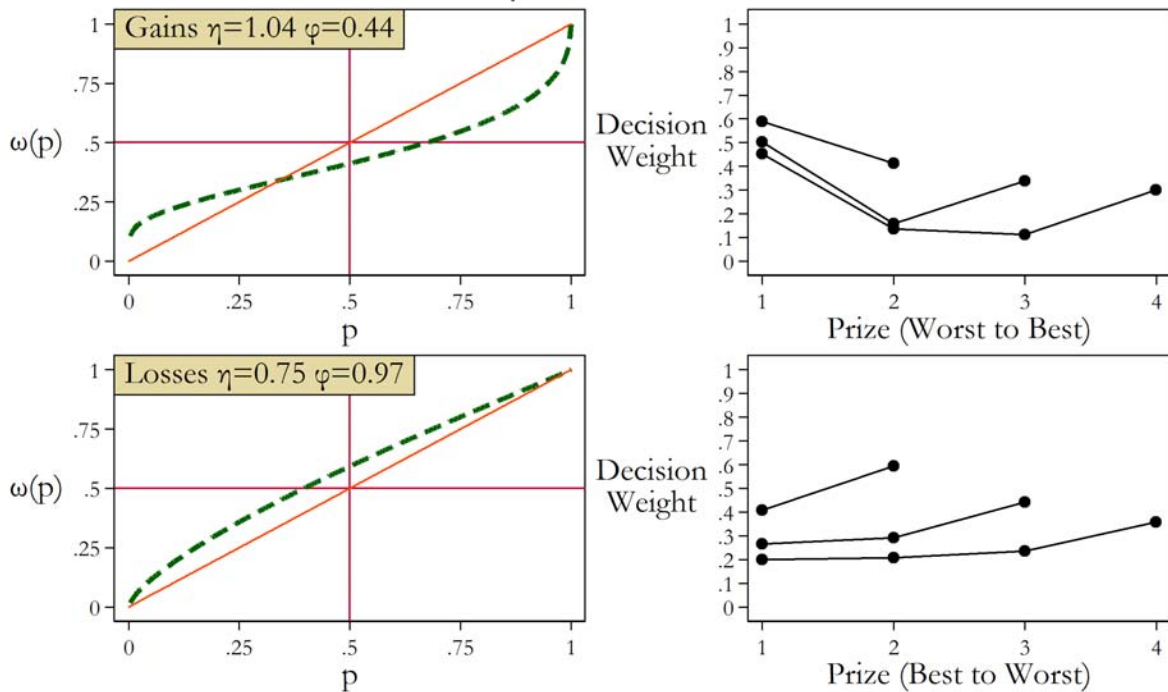 Gains η=1.04 φ=0.44
1
.75
ω(p) .5
.25
0
0 .25 .5 .75 1
p
1
.9
.8
.7
Decision .6
Weight .5
.4
.3
.2
.1
0
1 2 3 4
Prize (Worst to Best)
Losses η=0.75 φ=0.97
1
.75
ω(p) .5
.25
0
0 .25 .5 .75 1
p
1
.9
.8
.7
Decision .6
Weight .5
.4
.3
.2
.1
0
1 2 3 4
Prize (Best to Worst)